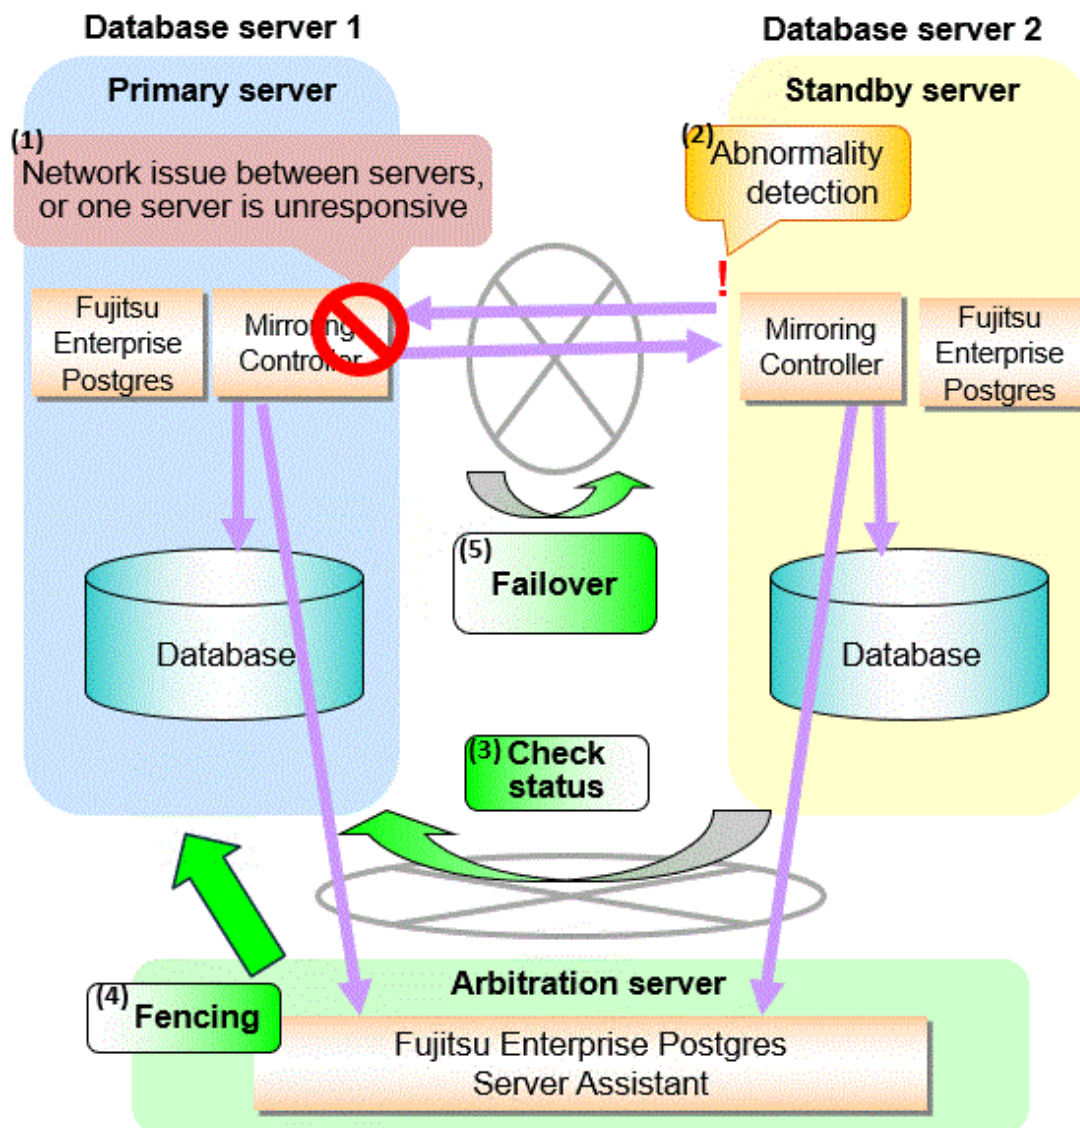 Database server 1
Database server 2
Primary server
Standby server
(1)
Network issue between servers,
or one server is unresponsive
(2)
Abnormality
detection
!
Fujitsu
Enterprise
Postgres
Mirroring
Controller
Mirroring
Controller
Fujitsu
Enterprise
Postgres
(5)
Failover
Database
Database
(3) Check
status
(4)
Fencing
Arbitration server
Fujitsu Enterprise Postgres
Server Assistant